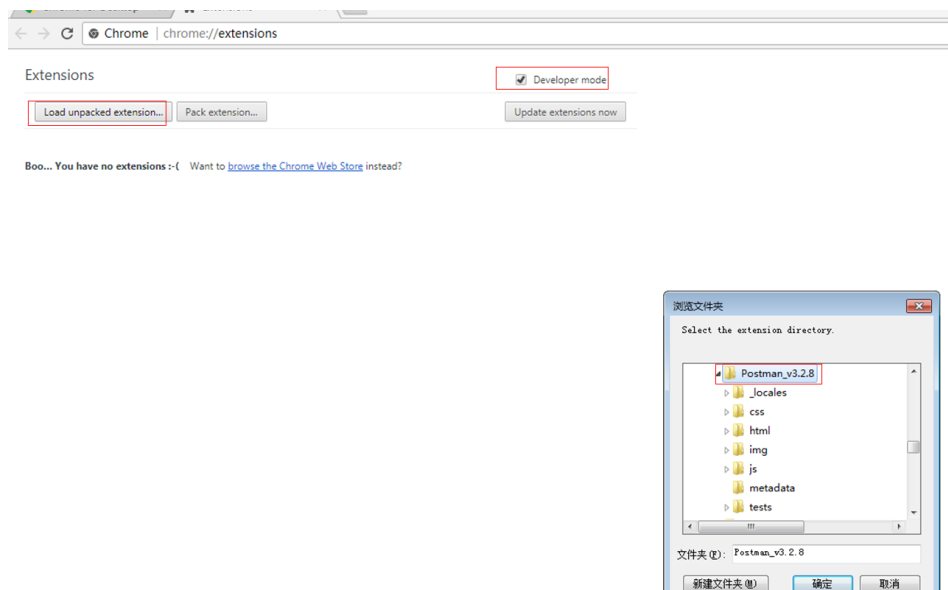 Chrome | chrome://extensions
Extensions
Developer mode
Load unpacked extension... Pack extension... Update extensions now
Boo... You have no extensions :-( Want to browse the Chrome Web Store instead?
浏览文件夹
Select the extension directory.
Postman_v3.2.8
_locales
css
html
img
js
metadata
tests
文件夹(F): Postman_v3.2.8
新建文件夹(M) 确定 取消